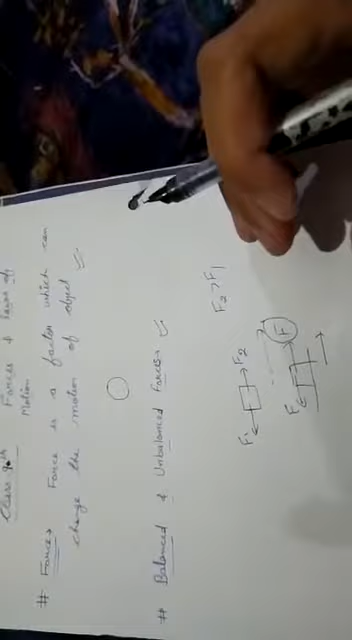 Class 9th Forces & Laws of
Motion
# Force → Force is a factor which can
change the motion of object
# Balanced & Unbalanced Forces →
F₁ F₂ F₂ > F₁
F F